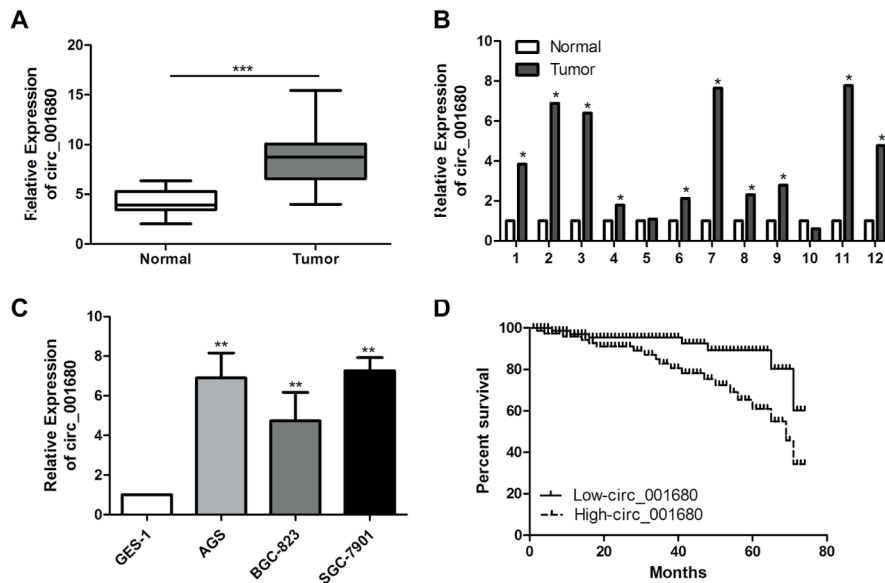 A
Relative Expression
of circ_001680
20
15
10
5
0
***
Normal
Tumor
B
Relative Expression
of circ_001680
10
8
6
4
2
0
Normal
Tumor
* * * * * * * * * *
1 2 3 4 5 6 7 8 9 10 11 12
C
Relative Expression
of circ_001680
10
8
6
4
2
0
** ** **
GES-1
AGS
BGC-823
SGC-7901
D
Percent survival
100
80
60
40
20
0
Low-circ_001680
High-circ_001680
0 20 40 60 80
Months